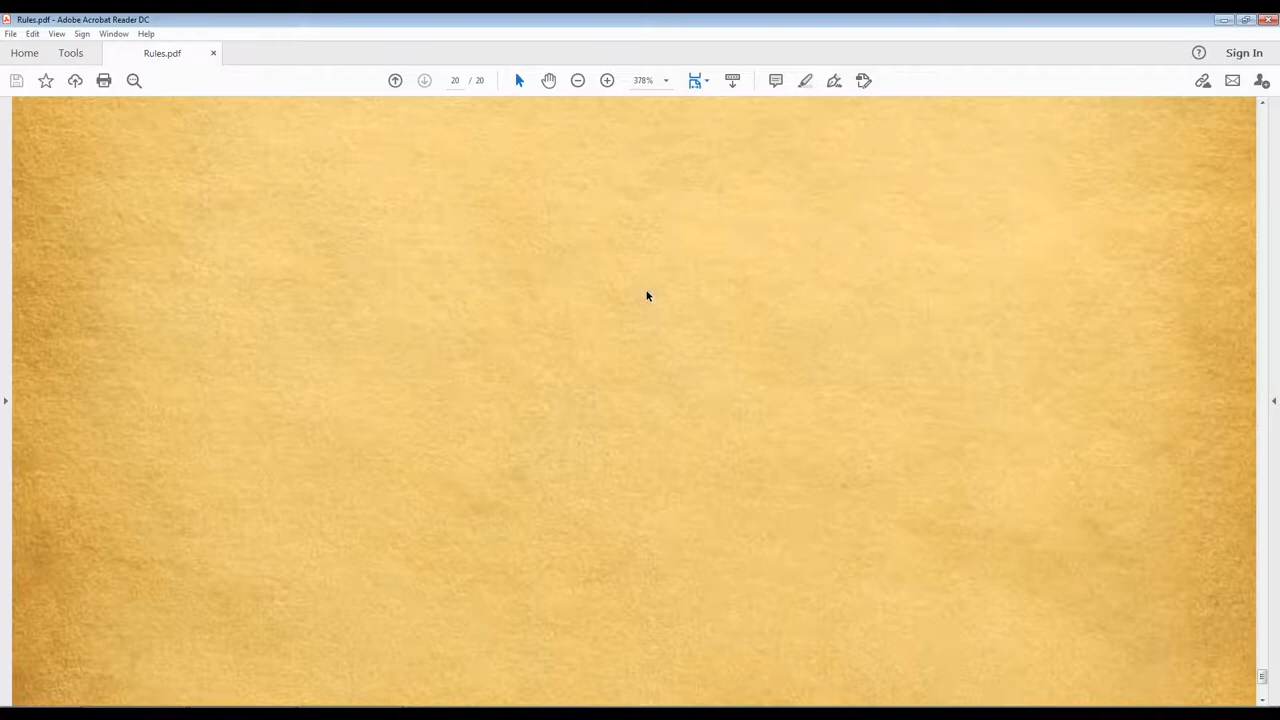 Rules.pdf - Adobe Acrobat Reader DC
File Edit View Sign Window Help
Home Tools Rules.pdf × Sign In
20 / 20 378%